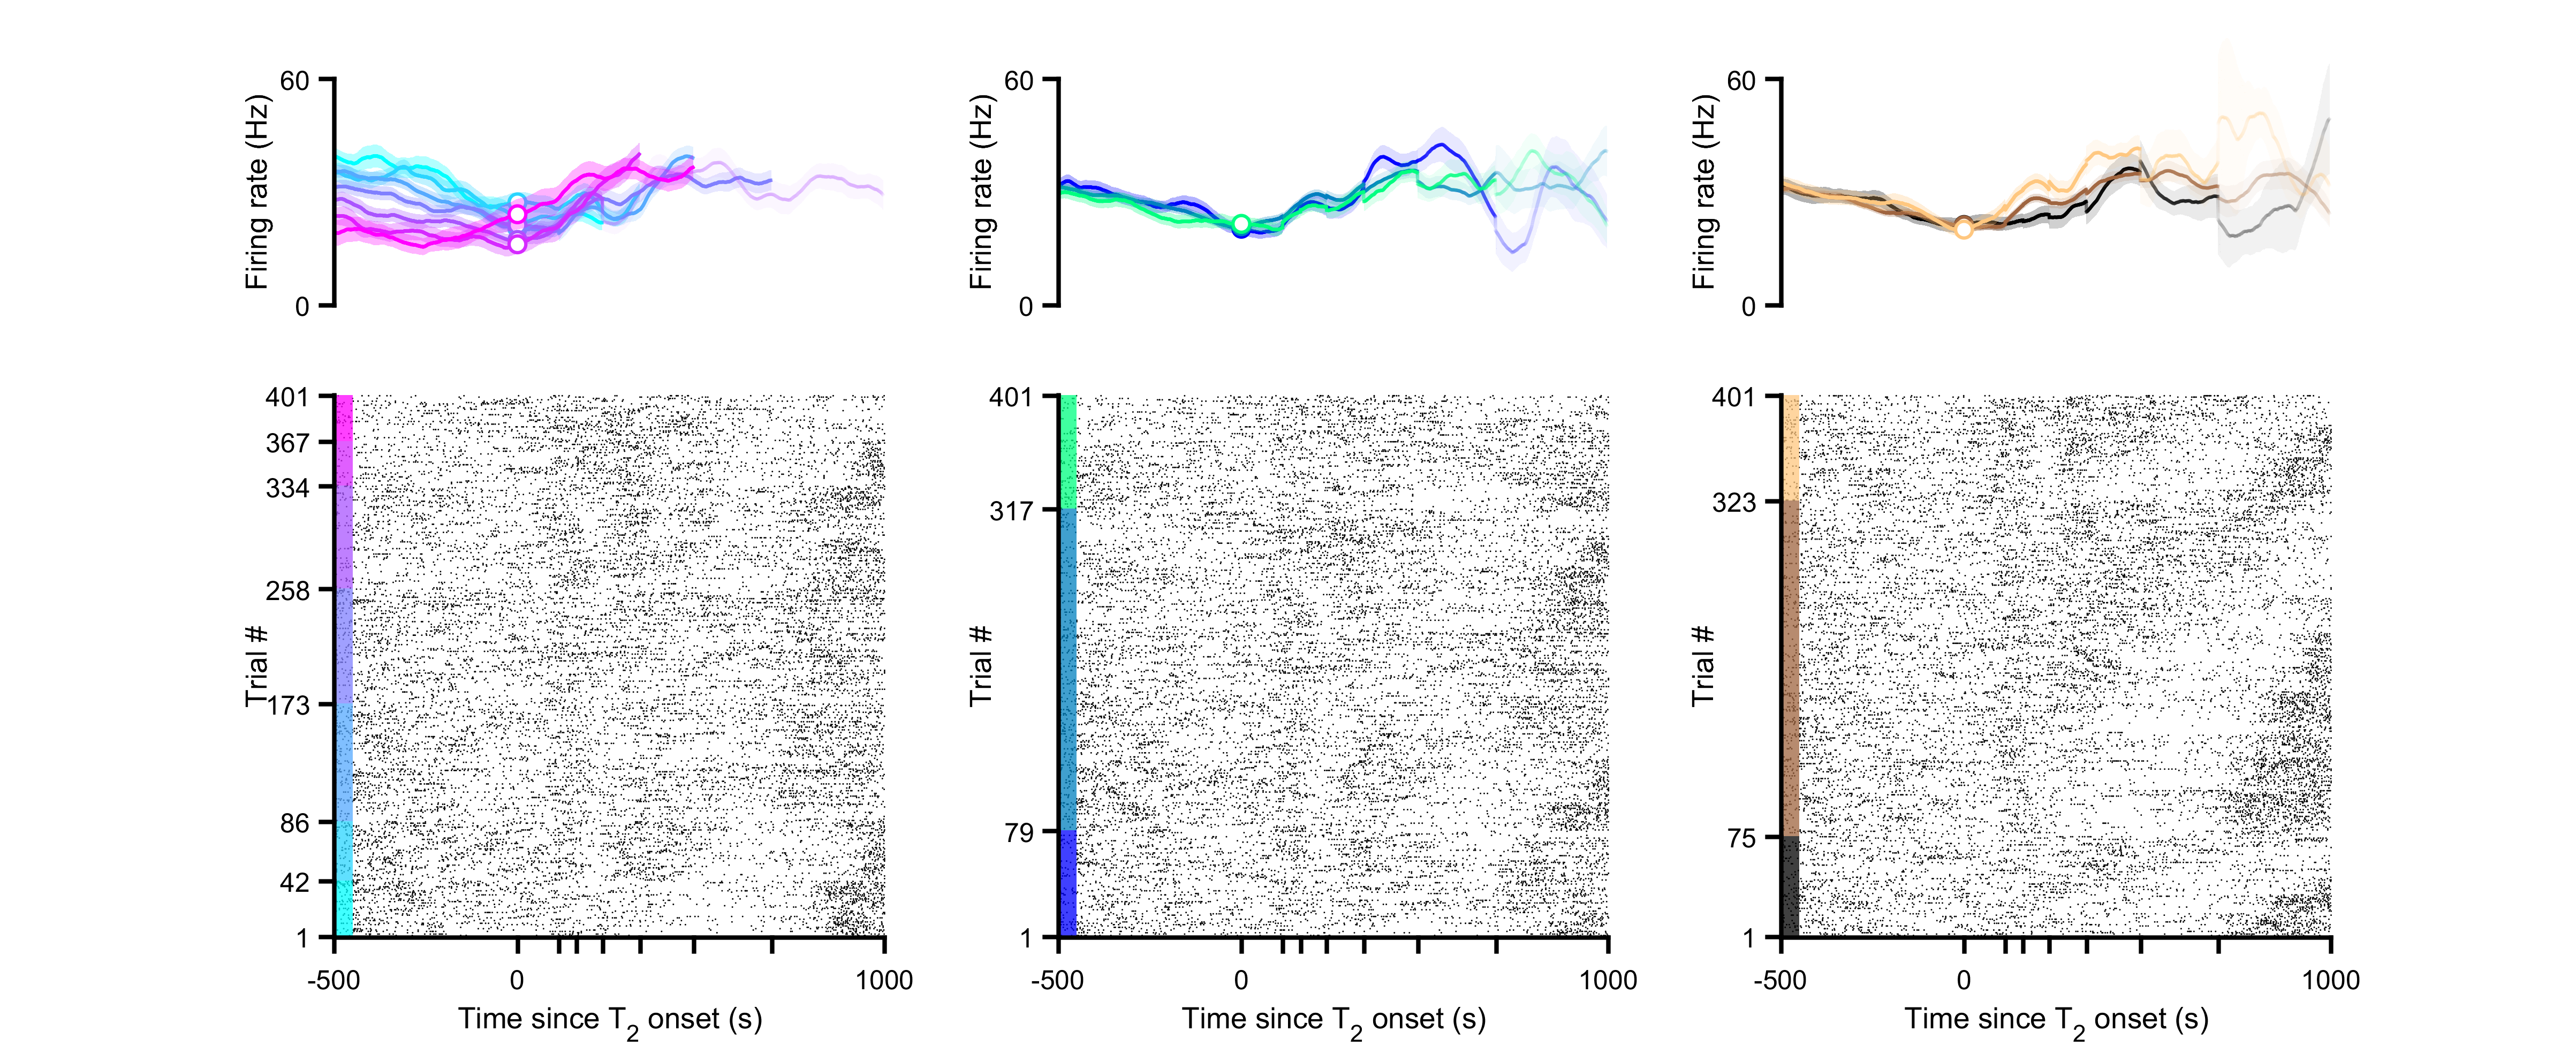 60
Firing rate (Hz)
0
60
Firing rate (Hz)
0
60
Firing rate (Hz)
0
401
367
334
258
173
86
42
1
Trial #
-500 0 1000
Time since T2 onset (s)
401
317
79
1
Trial #
-500 0 1000
Time since T2 onset (s)
401
323
75
1
Trial #
-500 0 1000
Time since T2 onset (s)